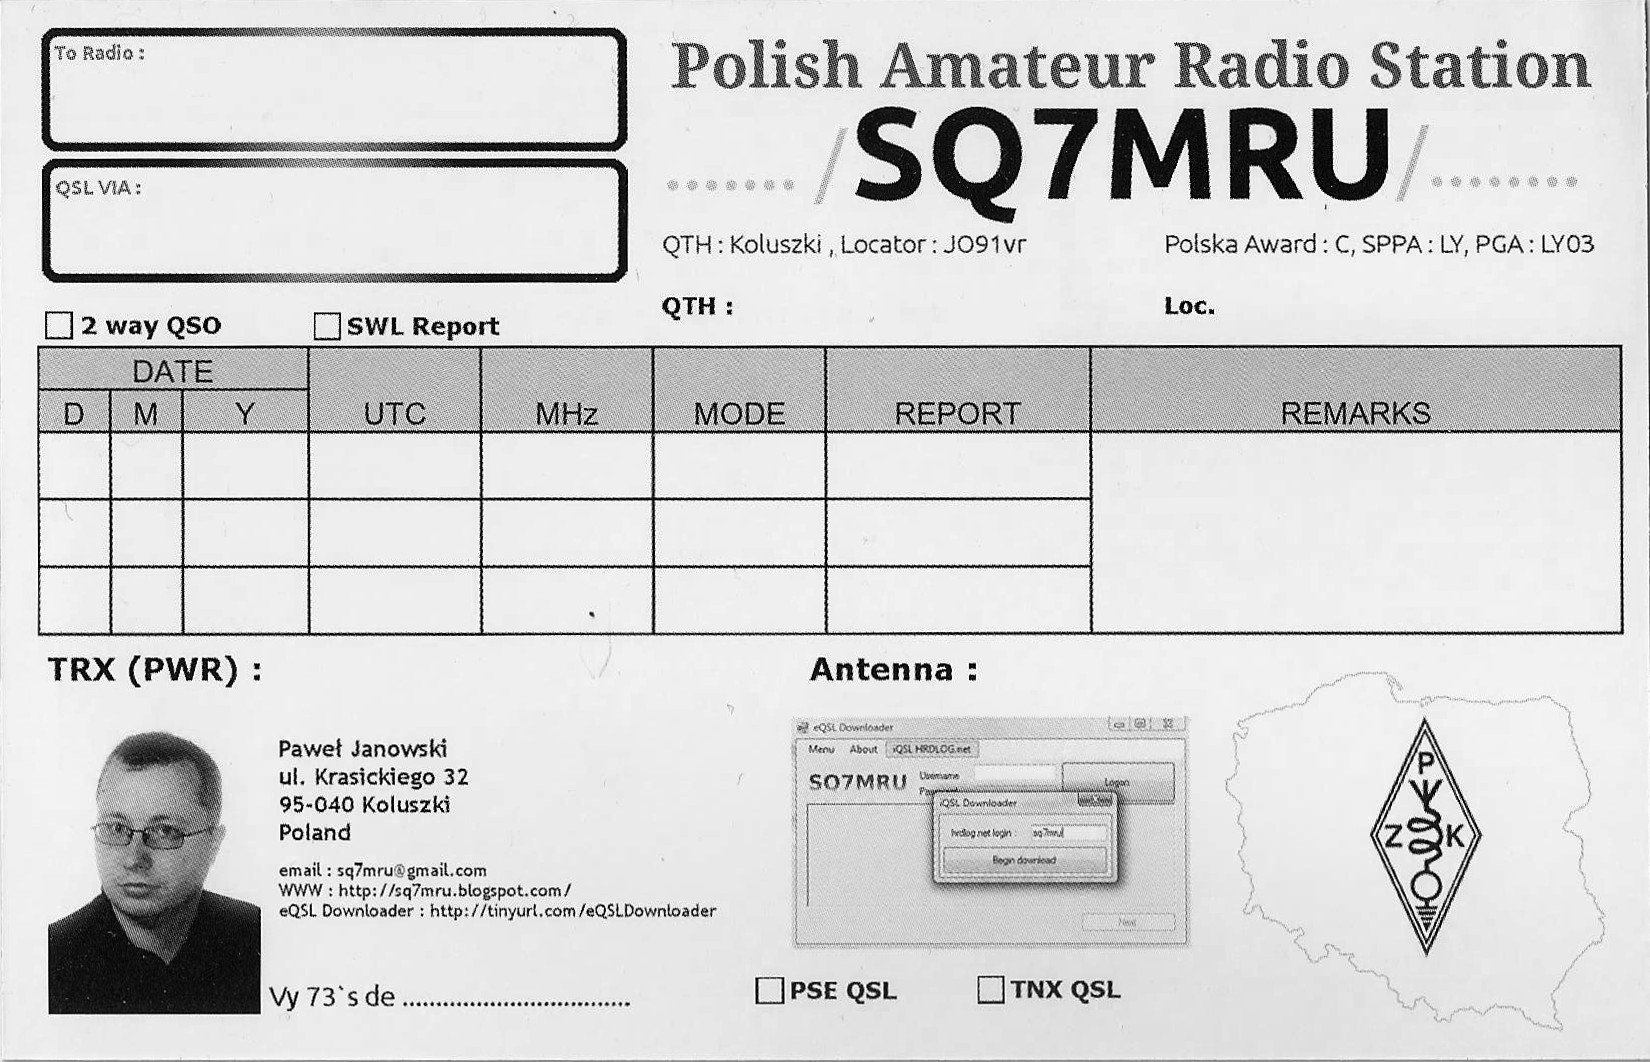 To Radio :
QSL VIA :
Polish Amateur Radio Station
....... /SQ7MRU/ ........
QTH : Koluszki , Locator : JO91vr
Polska Award : C, SPPA : LY, PGA : LY03
QTH :
Loc.
2 way QSO
SWL Report
DATE
D M Y UTC MHz MODE REPORT REMARKS
TRX (PWR) :
Antenna :
Paweł Janowski
ul. Krasickiego 32
95-040 Koluszki
Poland
email : sq7mru@gmail.com
WWW : http://sq7mru.blogspot.com/
eQSL Downloader : http://tinyurl.com/eQSLDownloader
Vy 73`s de ..................................
eQSL Downloader
Menu About iQSL HRDLOG.net
SQ7MRU Username Logon
iQSL Downloader
hrdlog.net login : sq7mru
Begin download
Next
PSE QSL
TNX QSL
P
Z K